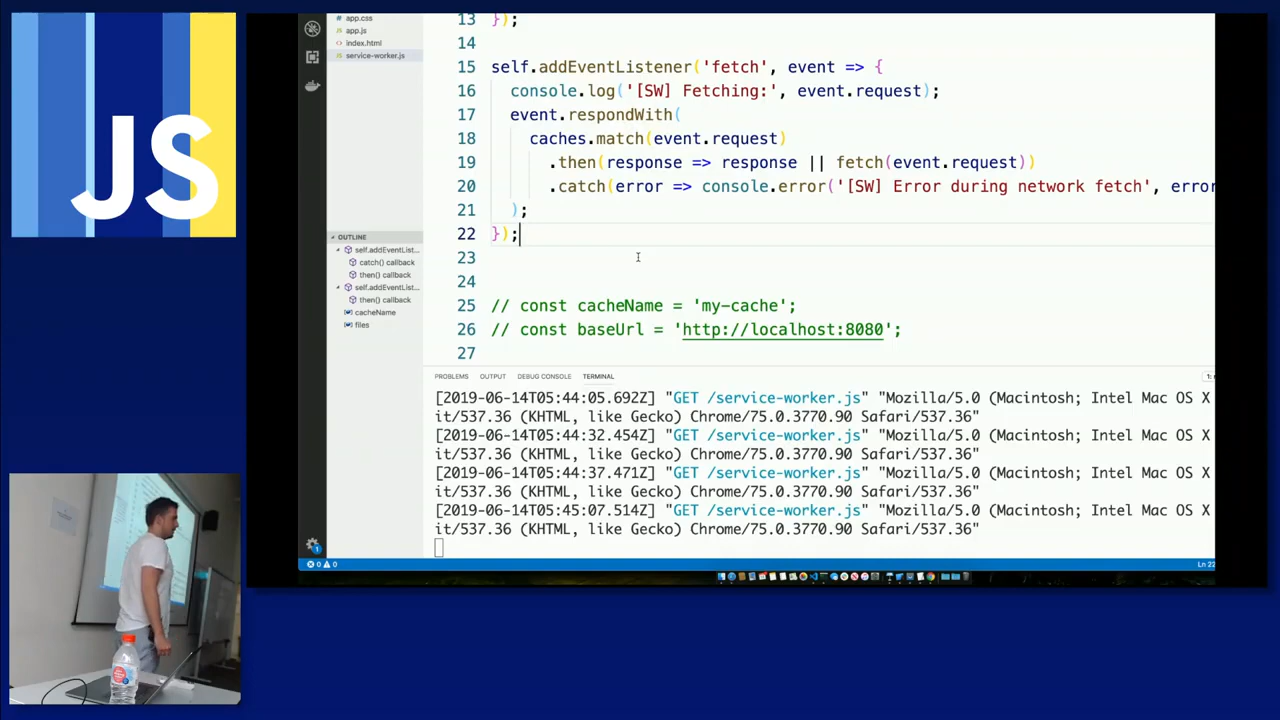 JS
app.css
app.js
index.html
service-worker.js
OUTLINE
self.addEventList...
catch() callback
then() callback
self.addEventList...
then() callback
cacheName
files
13 });
14
15 self.addEventListener('fetch', event => {
16 console.log('[SW] Fetching:', event.request);
17 event.respondWith(
18 caches.match(event.request)
19 .then(response => response || fetch(event.request))
20 .catch(error => console.error('[SW] Error during network fetch', error
21 );
22 });
23
24
25 // const cacheName = 'my-cache';
26 // const baseUrl = 'http://localhost:8080';
27
PROBLEMS OUTPUT DEBUG CONSOLE TERMINAL 1:
[2019-06-14T05:44:05.692Z] "GET /service-worker.js" "Mozilla/5.0 (Macintosh; Intel Mac OS X
it/537.36 (KHTML, like Gecko) Chrome/75.0.3770.90 Safari/537.36"
[2019-06-14T05:44:32.454Z] "GET /service-worker.js" "Mozilla/5.0 (Macintosh; Intel Mac OS X
it/537.36 (KHTML, like Gecko) Chrome/75.0.3770.90 Safari/537.36"
[2019-06-14T05:44:37.471Z] "GET /service-worker.js" "Mozilla/5.0 (Macintosh; Intel Mac OS X
it/537.36 (KHTML, like Gecko) Chrome/75.0.3770.90 Safari/537.36"
[2019-06-14T05:45:07.514Z] "GET /service-worker.js" "Mozilla/5.0 (Macintosh; Intel Mac OS X
it/537.36 (KHTML, like Gecko) Chrome/75.0.3770.90 Safari/537.36"
1
0 0 Ln 22